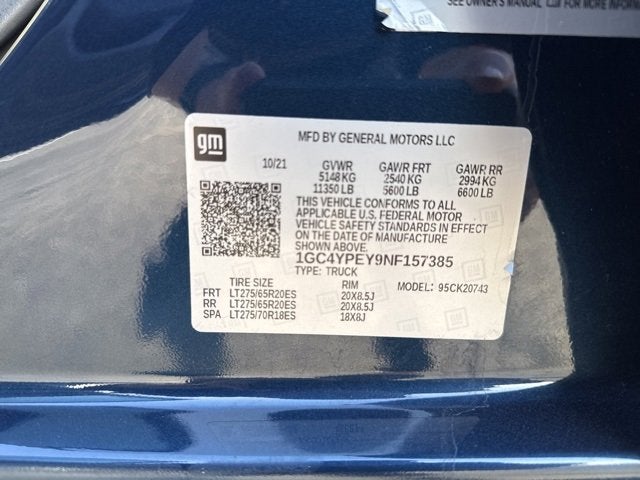 SEE OWNER'S MANUAL FOR MORE INFORM
GM
gm
MFD BY GENERAL MOTORS LLC
10/21 GVWR GAWR FRT GAWR RR
5148 KG 2540 KG 2994 KG
11350 LB 5600 LB 6600 LB
THIS VEHICLE CONFORMS TO ALL
APPLICABLE U.S. FEDERAL MOTOR
VEHICLE SAFETY STANDARDS IN EFFECT
ON THE DATE OF MANUFACTURE
SHOWN ABOVE.
1GC4YPEY9NF157385
TYPE: TRUCK
TIRE SIZE RIM MODEL: 95CK20743
FRT LT275/65R20ES 20X8.5J
RR LT275/65R20ES 20X8.5J
SPA LT275/70R18ES 18X8J